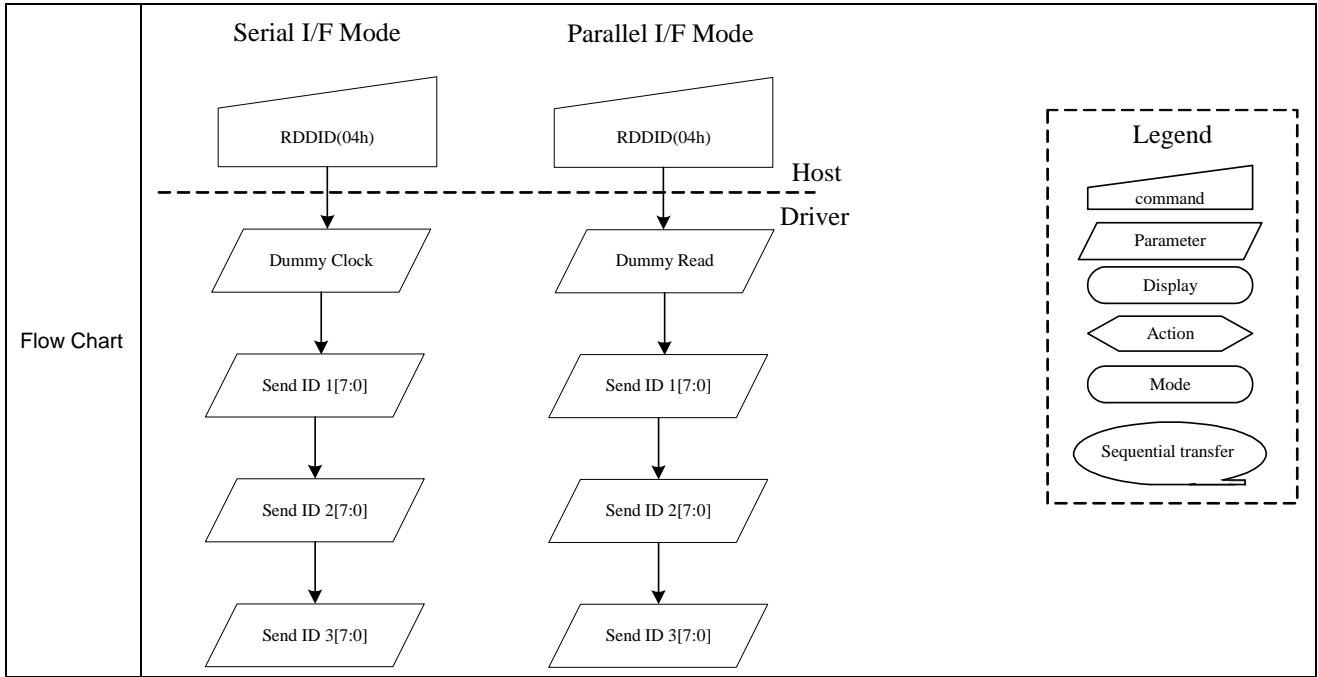 Flow Chart
Serial I/F Mode
RDDID(04h)
Dummy Clock
Send ID 1[7:0]
Send ID 2[7:0]
Send ID 3[7:0]
Parallel I/F Mode
RDDID(04h)
Dummy Read
Send ID 1[7:0]
Send ID 2[7:0]
Send ID 3[7:0]
Host
Driver
Legend
command
Parameter
Display
Action
Mode
Sequential transfer